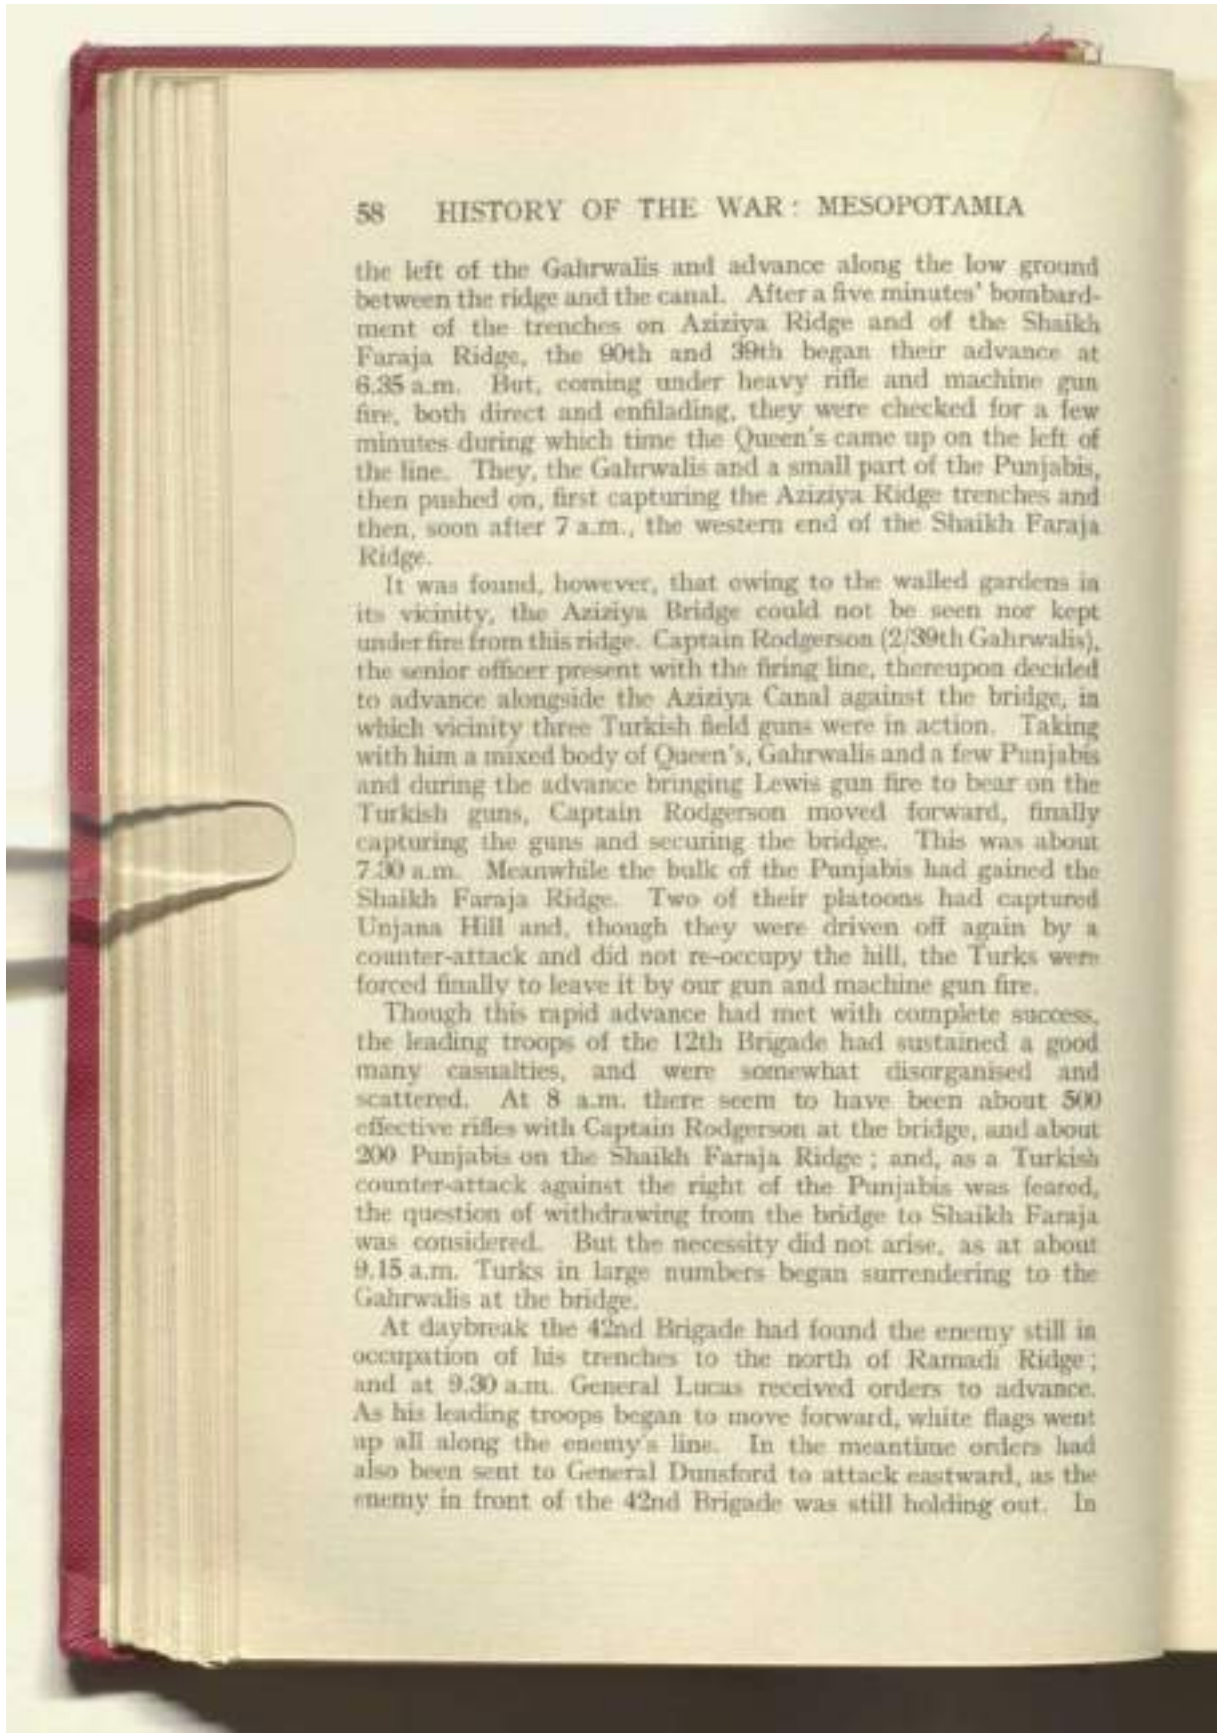 58 HISTORY OF THE WAR: MESOPOTAMIA
the left of the Gahrwalis and advance along the low ground
between the ridge and the canal. After a five minutes' bombard-
ment of the trenches on Aziziya Ridge and of the Shaikh
Faraja Ridge, the 90th and 39th began their advance at
6.35 a.m. But, coming under heavy rifle and machine gun
fire, both direct and enfilading, they were checked for a few
minutes during which time the Queen's came up on the left of
the line. They, the Gahrwalis and a small part of the Punjabis,
then pushed on, first capturing the Aziziya Ridge trenches and
then, soon after 7 a.m., the western end of the Shaikh Faraja
Ridge.
It was found, however, that owing to the walled gardens in
its vicinity, the Aziziya Bridge could not be seen nor kept
under fire from this ridge. Captain Rodgerson (2/39th Gahrwalis),
the senior officer present with the firing line, thereupon decided
to advance alongside the Aziziya Canal against the bridge, in
which vicinity three Turkish field guns were in action. Taking
with him a mixed body of Queen's, Gahrwalis and a few Punjabis
and during the advance bringing Lewis gun fire to bear on the
Turkish guns, Captain Rodgerson moved forward, finally
capturing the guns and securing the bridge. This was about
7.30 a.m. Meanwhile the bulk of the Punjabis had gained the
Shaikh Faraja Ridge. Two of their platoons had captured
Unjana Hill and, though they were driven off again by a
counter-attack and did not re-occupy the hill, the Turks were
forced finally to leave it by our gun and machine gun fire.
Though this rapid advance had met with complete success,
the leading troops of the 12th Brigade had sustained a good
many casualties, and were somewhat disorganised and
scattered. At 8 a.m. there seem to have been about 500
effective rifles with Captain Rodgerson at the bridge, and about
200 Punjabis on the Shaikh Faraja Ridge; and, as a Turkish
counter-attack against the right of the Punjabis was feared,
the question of withdrawing from the bridge to Shaikh Faraja
was considered. But the necessity did not arise, as at about
9.15 a.m. Turks in large numbers began surrendering to the
Gahrwalis at the bridge.
At daybreak the 42nd Brigade had found the enemy still in
occupation of his trenches to the north of Ramadi Ridge;
and at 9.30 a.m. General Lucas received orders to advance.
As his leading troops began to move forward, white flags went
up all along the enemy's line. In the meantime orders had
also been sent to General Dunsford to attack eastward, as the
enemy in front of the 42nd Brigade was still holding out. In